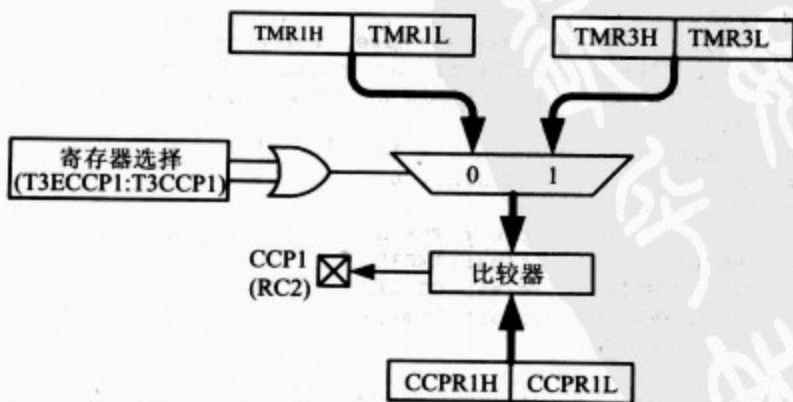 TMR1H TMR1L TMR3H TMR3L
寄存器选择
(T3ECCP1:T3CCP1)
0 1
CCP1
(RC2)
比较器
CCPR1H CCPR1L